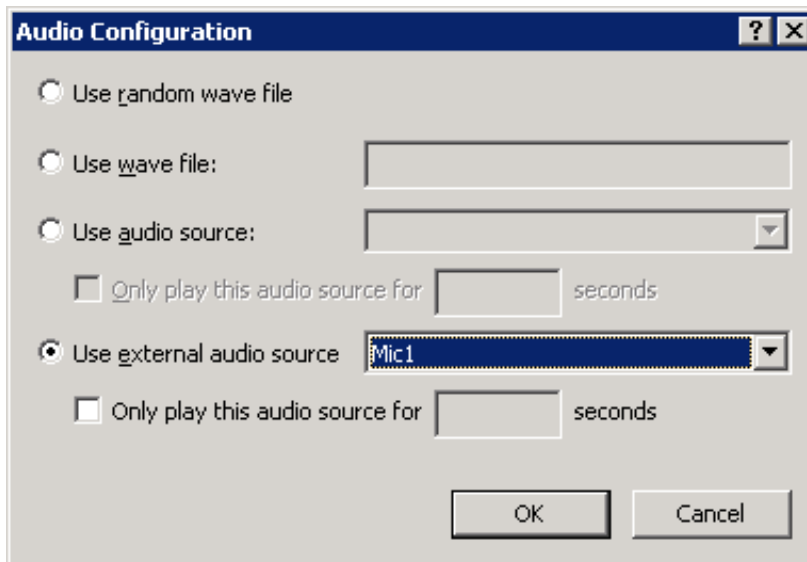 Audio Configuration
Use random wave file
Use wave file:
Use audio source:
Only play this audio source for seconds
Use external audio source Mic1
Only play this audio source for seconds
OK Cancel